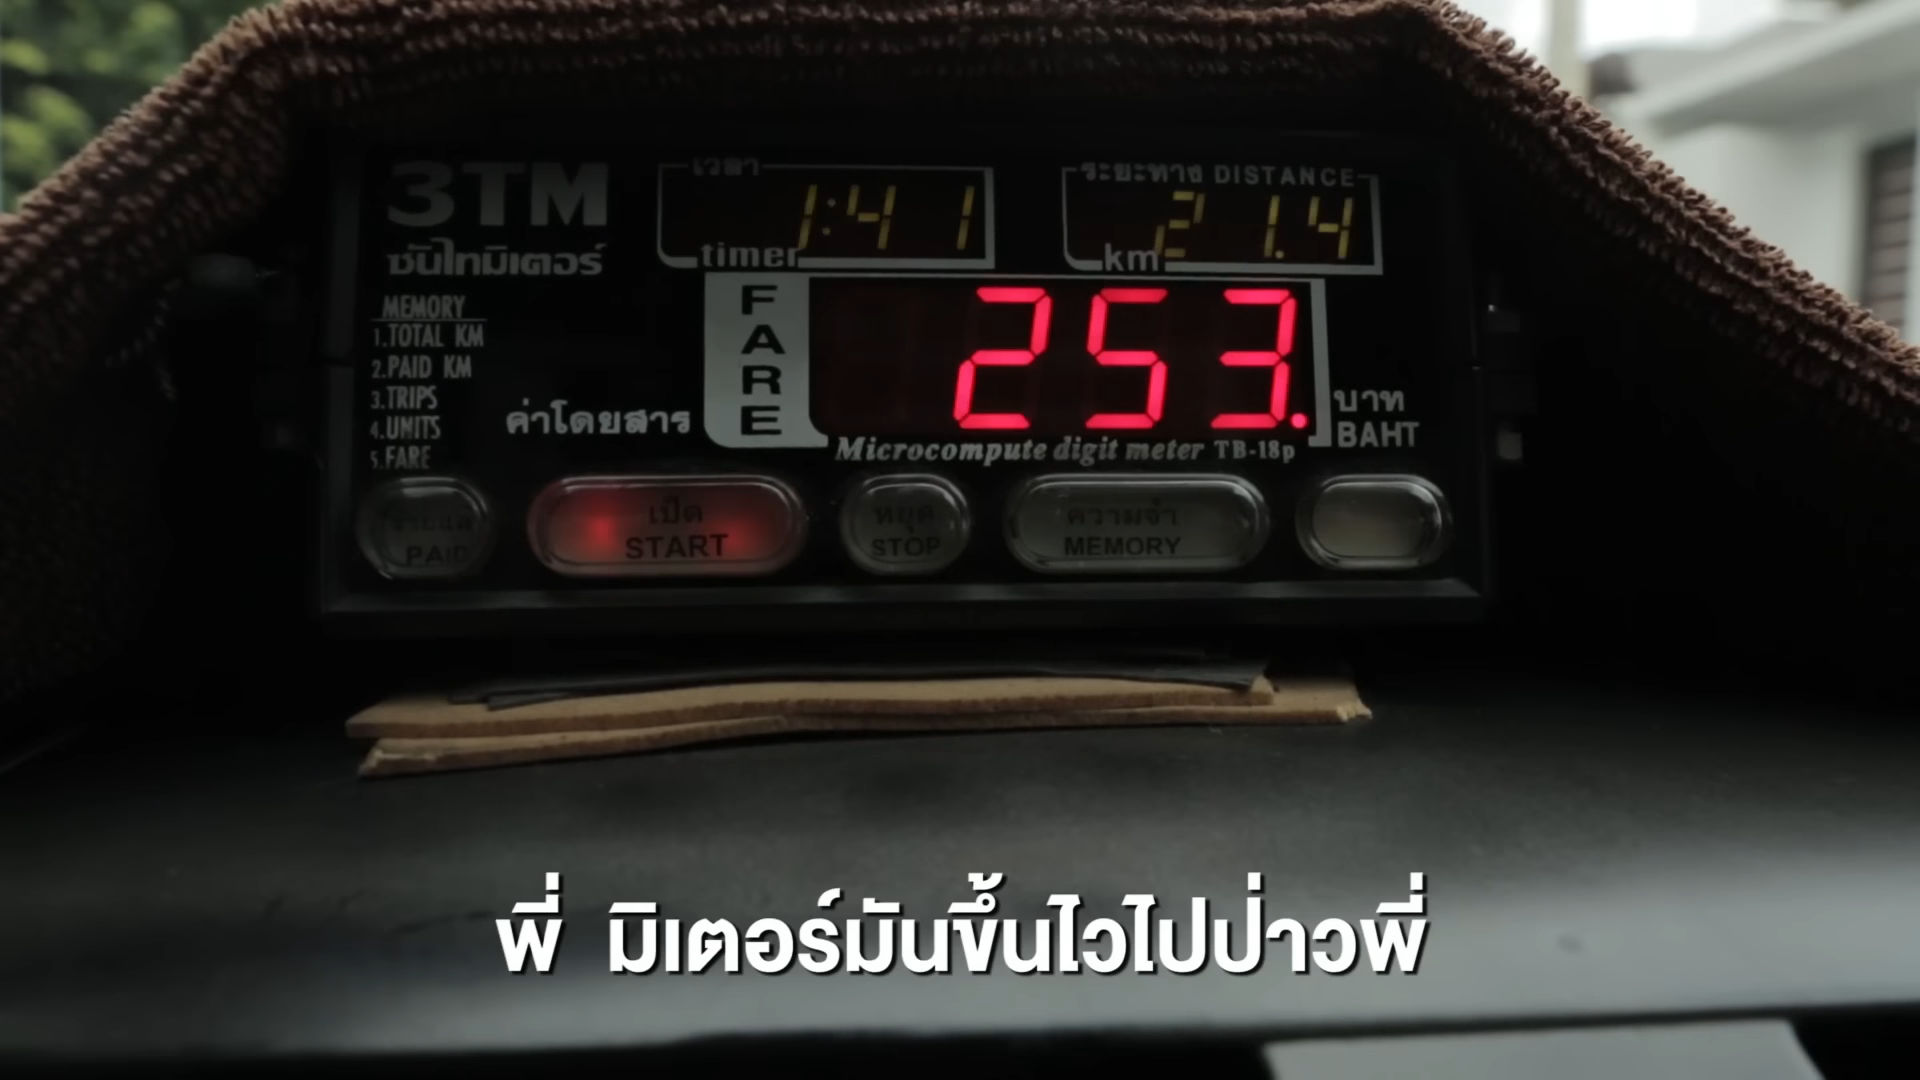 3TM
ซันไทมิเตอร์
เวลา
1:41
timer
ระยะทาง DISTANCE
21.4
km
MEMORY
1.TOTAL KM
2.PAID KM
3.TRIPS
4.UNITS
5.FARE
ค่าโดยสาร
FARE
253.
บาท
BAHT
Microcompute digit meter TB-18p
PAID
เปิด
START
หยุด
STOP
ความจำ
MEMORY
พี่ มิเตอร์มันขึ้นไวไปป่าวพี่